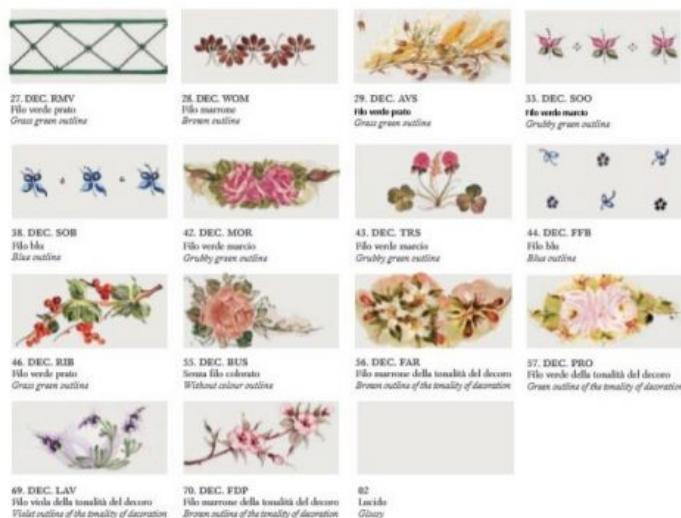 27. DEC. RMV
Filo verde prato
Grass green outline
28. DEC. WOM
Filo marrone
Brown outline
29. DEC. AVS
Filo verde prato
Grass green outline
33. DEC. SOO
Filo verde marcio
Grubby green outline
38. DEC. SOB
Filo blu
Blue outline
42. DEC. MOR
Filo verde marcio
Grubby green outline
43. DEC. TRS
Filo verde marcio
Grubby green outline
44. DEC. FFB
Filo blu
Blue outline
46. DEC. RIB
Filo verde prato
Grass green outline
55. DEC. BUS
Senza filo colorato
Without colour outline
56. DEC. FAR
Filo marrone della tonalità del decoro
Brown outline of the tonality of decoration
57. DEC. PRO
Filo verde della tonalità del decoro
Green outline of the tonality of decoration
69. DEC. LAV
Filo viola della tonalità del decoro
Violet outline of the tonality of decoration
70. DEC. FDP
Filo marrone della tonalità del decoro
Brown outline of the tonality of decoration
02
Lucido
Glossy